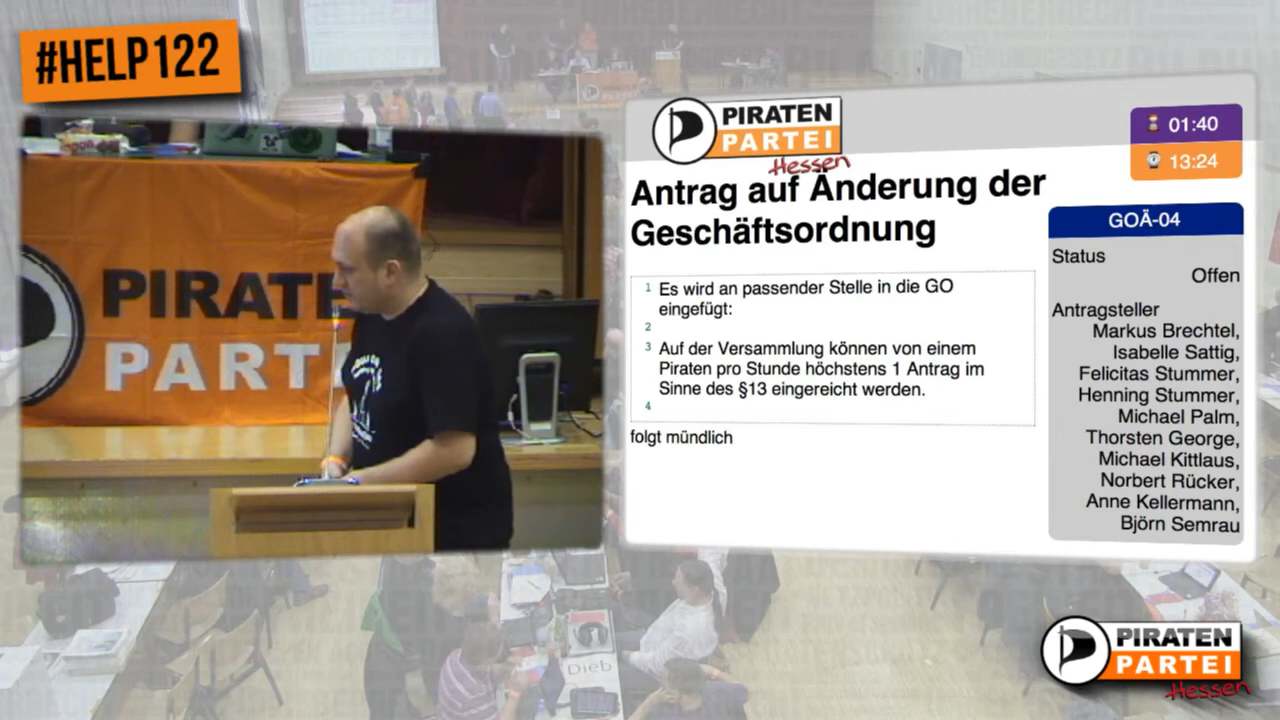 #HELP122
PIRATEN
PARTEI
Hessen
01:40
13:24
Antrag auf Änderung der
Geschäftsordnung
GOÄ-04
Status
Offen
Antragsteller
Markus Brechtel,
Isabelle Sattig,
Felicitas Stummer,
Henning Stummer,
Michael Palm,
Thorsten George,
Michael Kittlaus,
Norbert Rücker,
Anne Kellermann,
Björn Semrau
1 Es wird an passender Stelle in die GO
eingefügt:
2
3 Auf der Versammlung können von einem
Piraten pro Stunde höchstens 1 Antrag im
Sinne des §13 eingereicht werden.
4
folgt mündlich
PIRATE
PART
Dieb
PIRATEN
PARTEI
Hessen